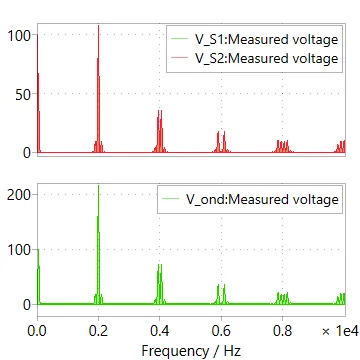 100
V_S1:Measured voltage
V_S2:Measured voltage
50
0
200
V_ond:Measured voltage
100
0
0.0 0.2 0.4 0.6 0.8 × 1e4
Frequency / Hz